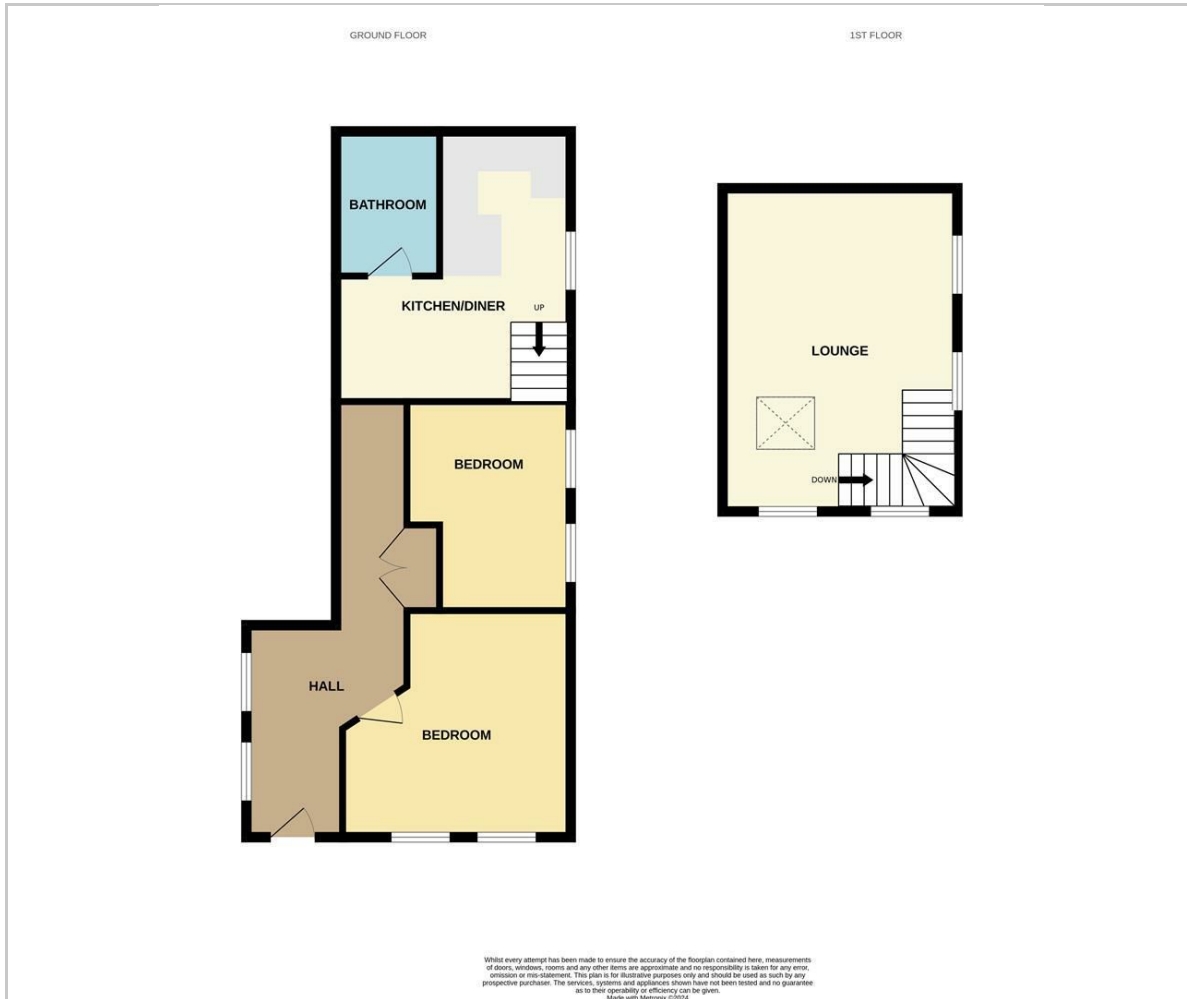 GROUND FLOOR
1ST FLOOR
BATHROOM
KITCHEN/DINER
UP
LOUNGE
BEDROOM
DOWN
HALL
BEDROOM
Whilst every attempt has been made to ensure the accuracy of the floorplan contained here, measurements
of doors, windows, rooms and any other items are approximate and no responsibility is taken for any error,
omission or mis-statement. This plan is for illustrative purposes only and should be used as such by any
prospective purchaser. The services, systems and appliances shown have not been tested and no guarantee
as to their operability or efficiency can be given.
Made with Metropix ©2024